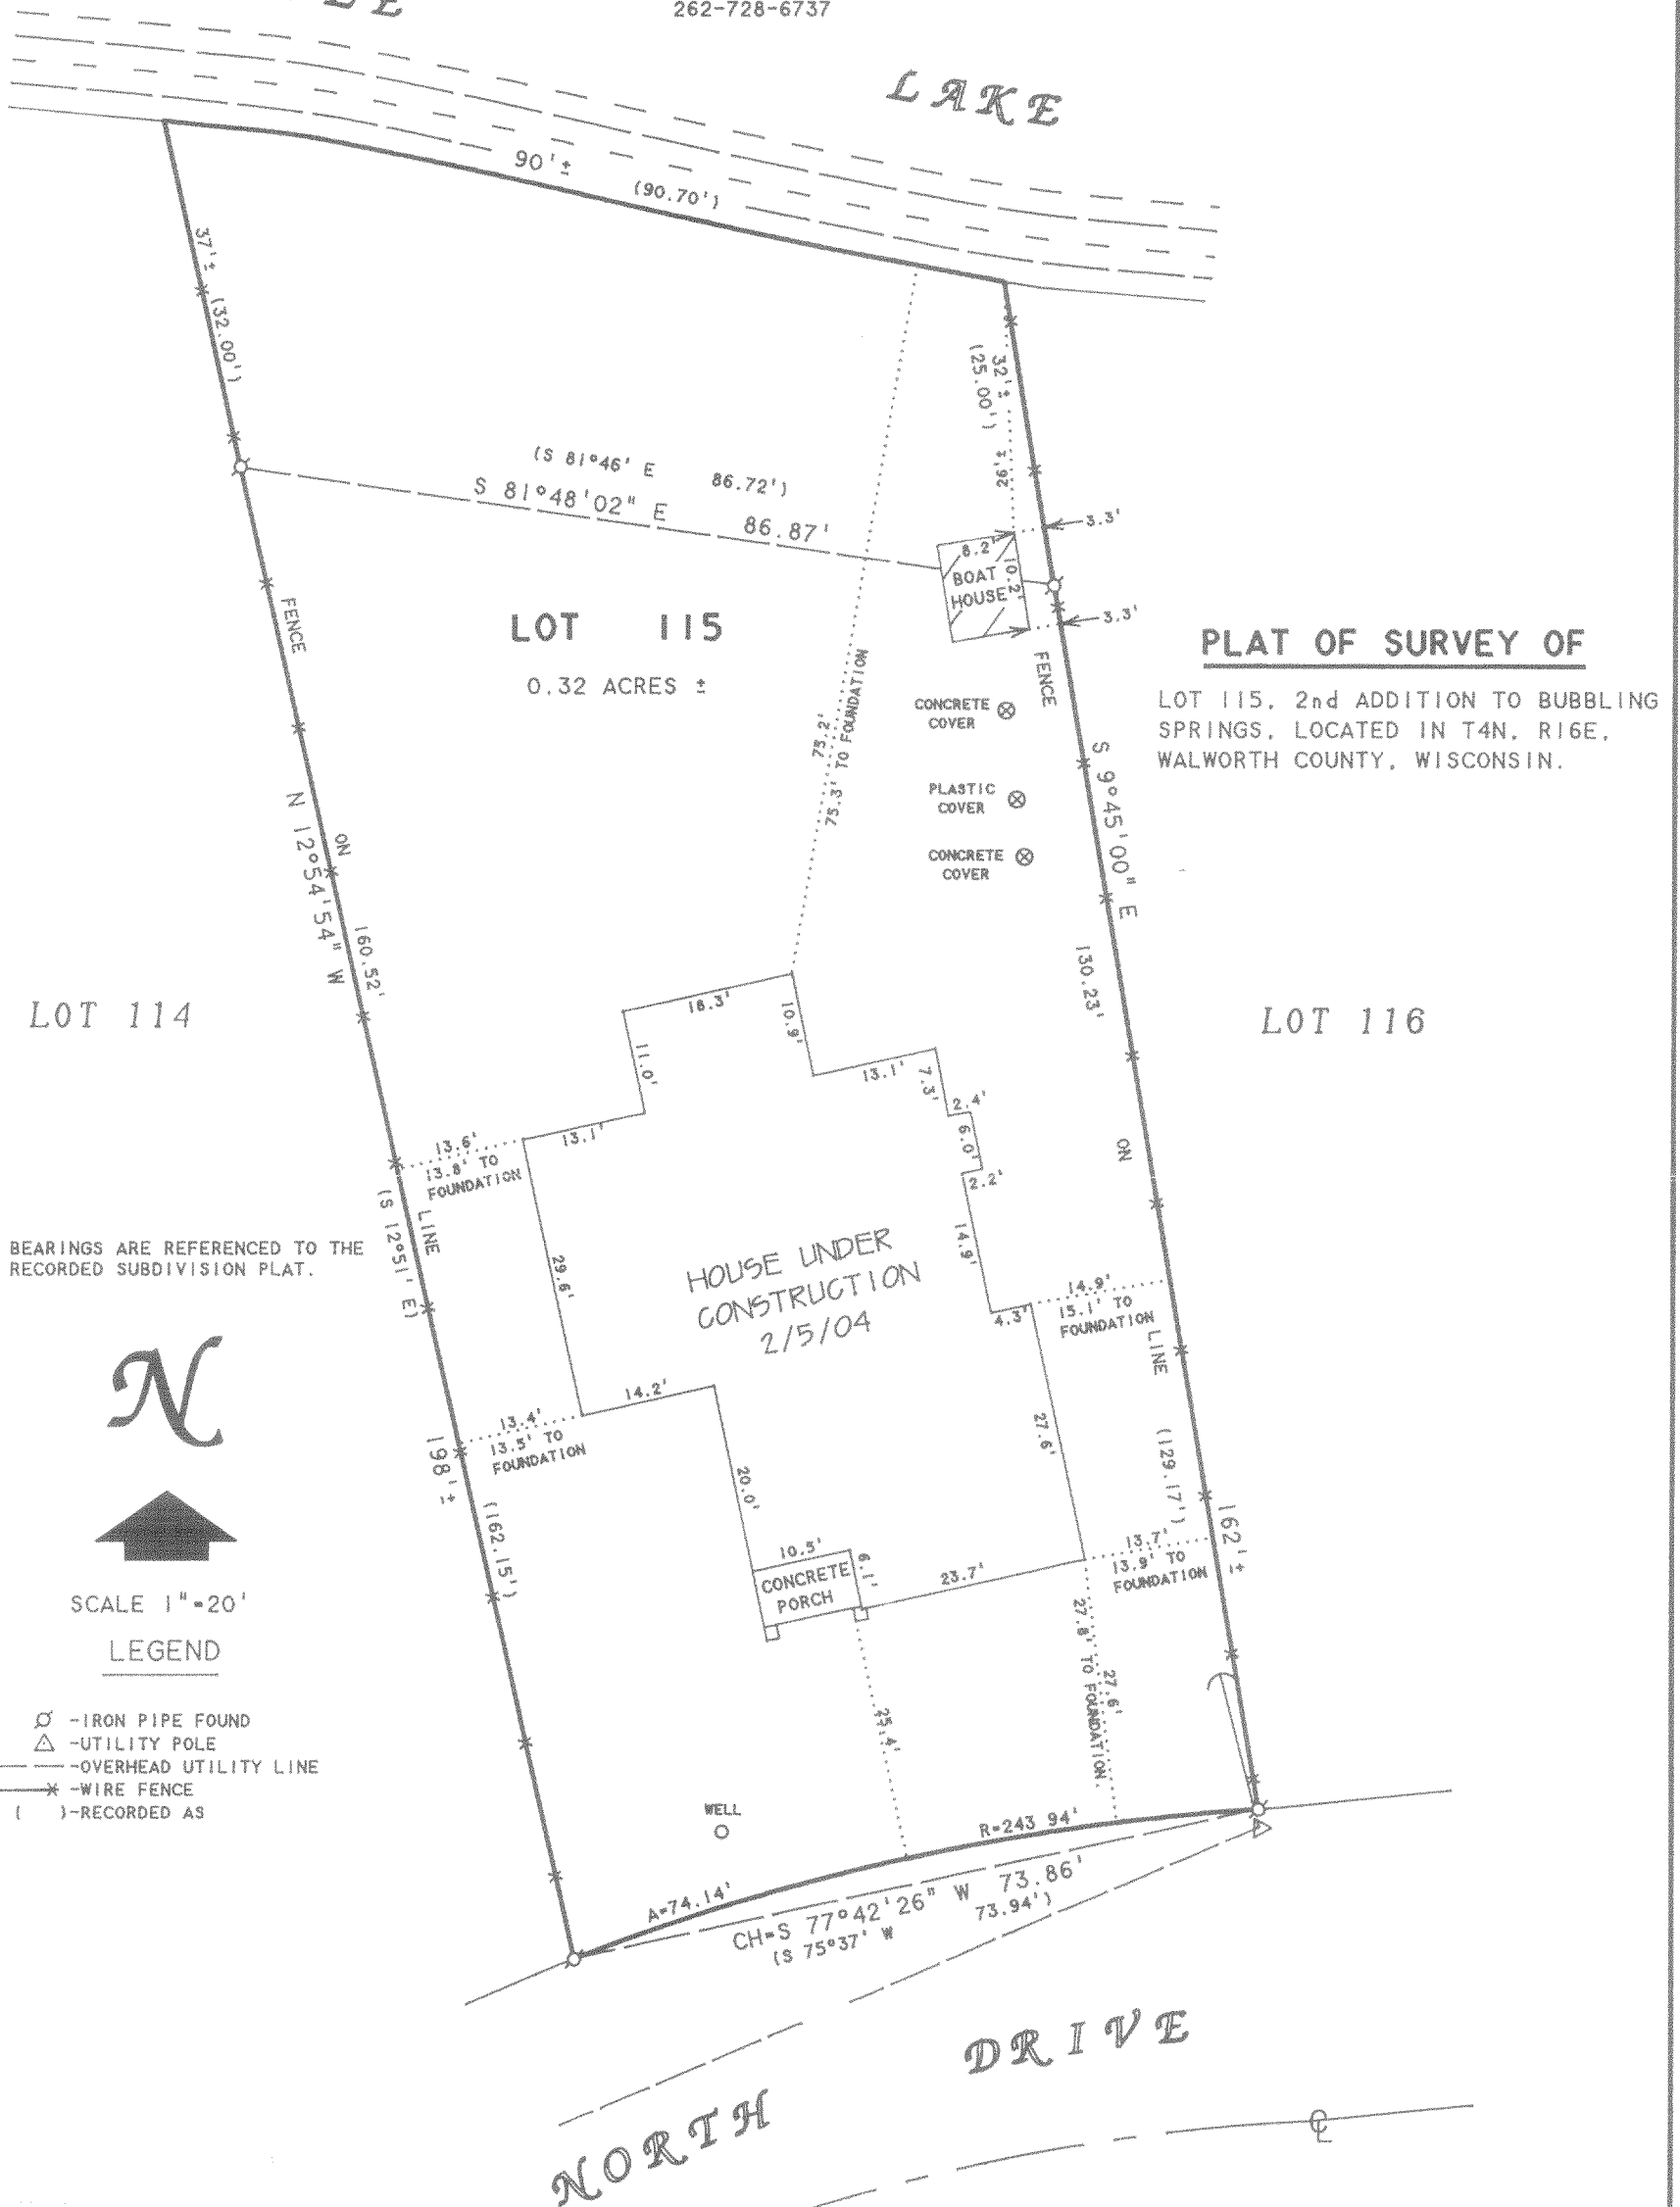 262-728-6737
LAKE
90'±
(90.70')
37'±
(32.00')
32'±
(25.00')
26'±
(S 81°46' E 86.72')
S 81°48'02" E 86.87'
3.3'
8.2'
10.2'
BOAT
HOUSE
3.3'
FENCE
FENCE
LOT 115
0.32 ACRES ±
PLAT OF SURVEY OF
LOT 115, 2nd ADDITION TO BUBBLING
SPRINGS, LOCATED IN T4N, R16E,
WALWORTH COUNTY, WISCONSIN.
75.2'
75.3' TO FOUNDATION
CONCRETE
COVER
PLASTIC
COVER
CONCRETE
COVER
S 9°45'00" E
130.23'
N 12°54'54" W
160.52'
ON
LOT 114
LOT 116
18.3'
10.9'
11.0'
13.1'
7.3'
2.4'
6.0'
2.2'
13.1'
13.6'
13.8' TO
FOUNDATION
ON
(S 12°51' E)
LINE
29.6'
14.9'
HOUSE UNDER
CONSTRUCTION
2/5/04
4.3'
14.9'
15.1' TO
FOUNDATION
LINE
BEARINGS ARE REFERENCED TO THE
RECORDED SUBDIVISION PLAT.
N
14.2'
13.4'
13.5' TO
FOUNDATION
198'±
(162.15')
20.0'
27.6'
(129.17')
162'±
10.5'
6.1'
CONCRETE
PORCH
23.7'
13.7'
13.9' TO
FOUNDATION
27.8' TO FOUNDATION.
27.6'
25.4'
SCALE 1"=20'
LEGEND
-IRON PIPE FOUND
-UTILITY POLE
-OVERHEAD UTILITY LINE
-WIRE FENCE
( )-RECORDED AS
WELL
R=243 94'
A=74.14'
CH=S 77°42'26" W 73.86'
(S 75°37' W 73.94')
NORTH DRIVE
℄